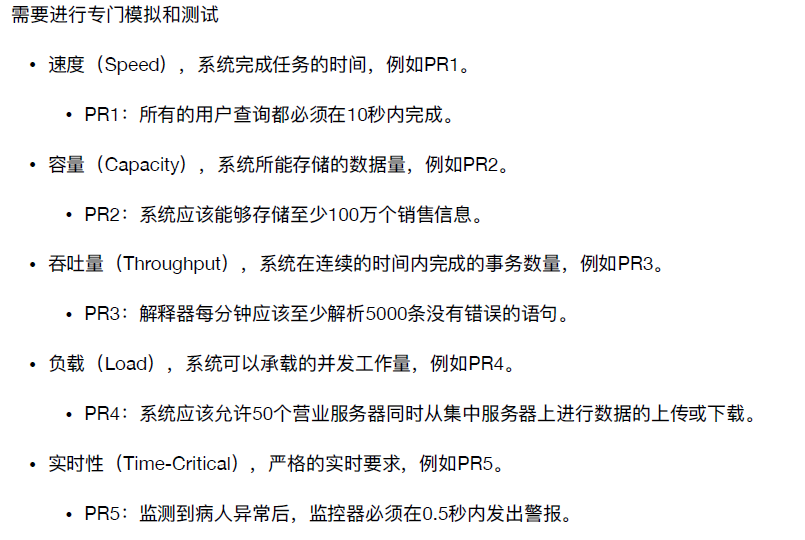 需要进行专门模拟和测试
• 速度（Speed），系统完成任务的时间，例如PR1。
• PR1：所有的用户查询都必须在10秒内完成。
• 容量（Capacity），系统所能存储的数据量，例如PR2。
• PR2：系统应该能够存储至少100万个销售信息。
• 吞吐量（Throughput），系统在连续的时间内完成的事务数量，例如PR3。
• PR3：解释器每分钟应该至少解析5000条没有错误的语句。
• 负载（Load），系统可以承载的并发工作量，例如PR4。
• PR4：系统应该允许50个营业服务器同时从集中服务器上进行数据的上传或下载。
• 实时性（Time-Critical），严格的实时要求，例如PR5。
• PR5：监测到病人异常后，监控器必须在0.5秒内发出警报。